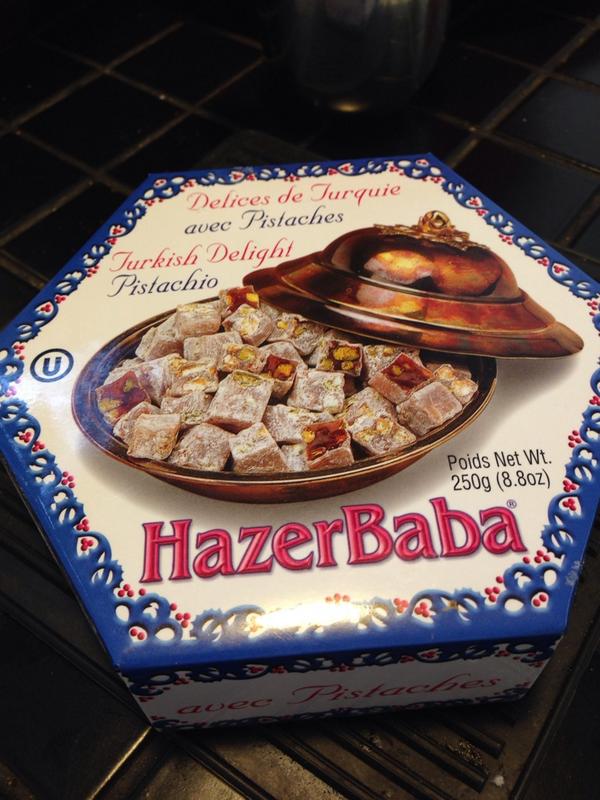 Delices de Turquie
avec Pistaches
Turkish Delight
Pistachio
U
Poids Net Wt.
250g (8.8oz)
HazerBaba®
avec Pistaches